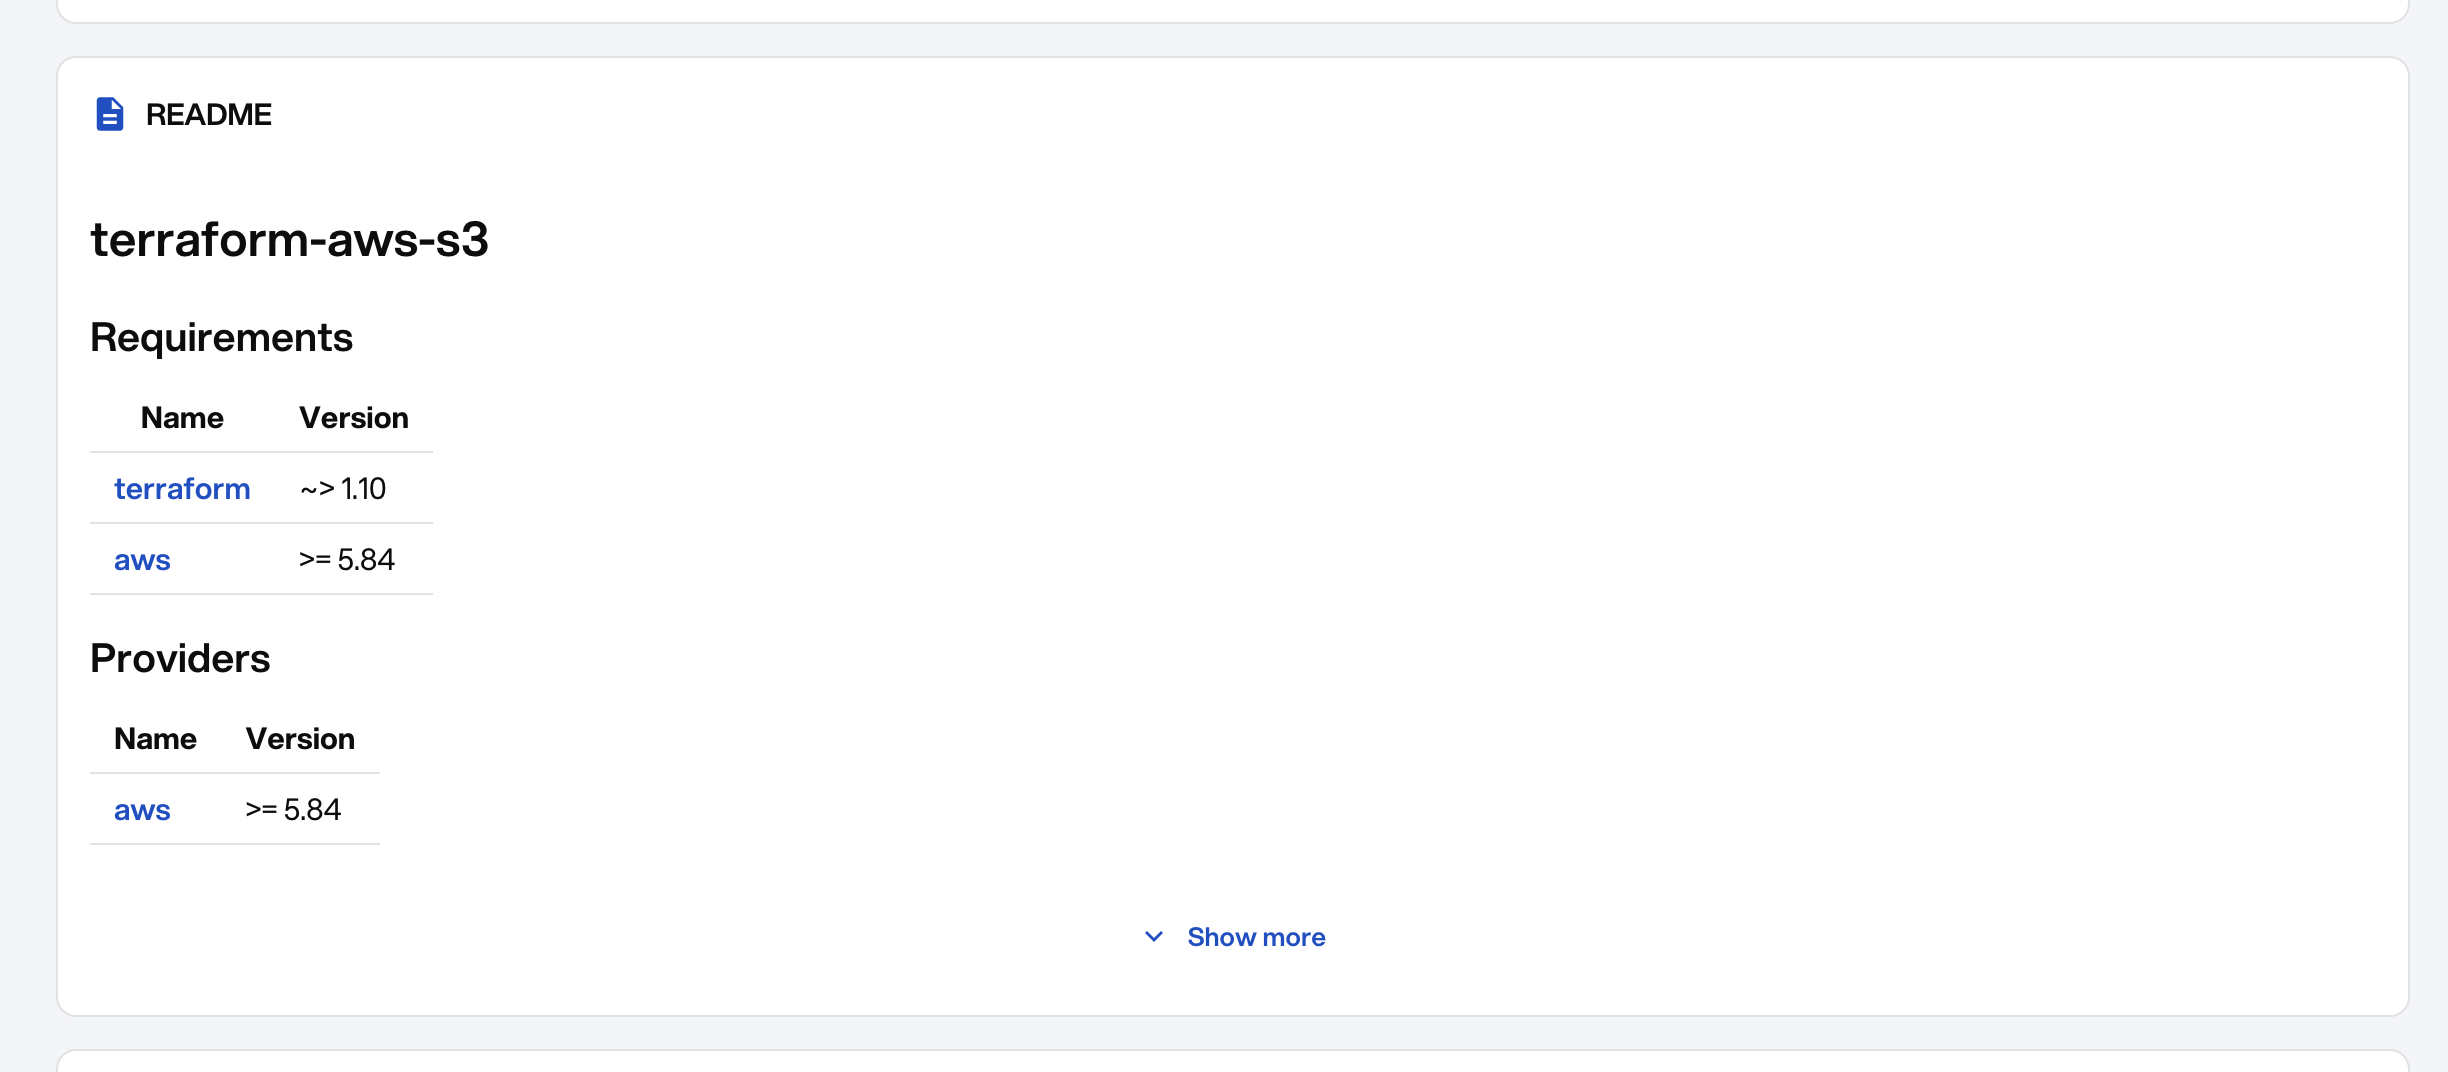 README
terraform-aws-s3
Requirements
Name Version
terraform ~> 1.10
aws >= 5.84
Providers
Name Version
aws >= 5.84
Show more